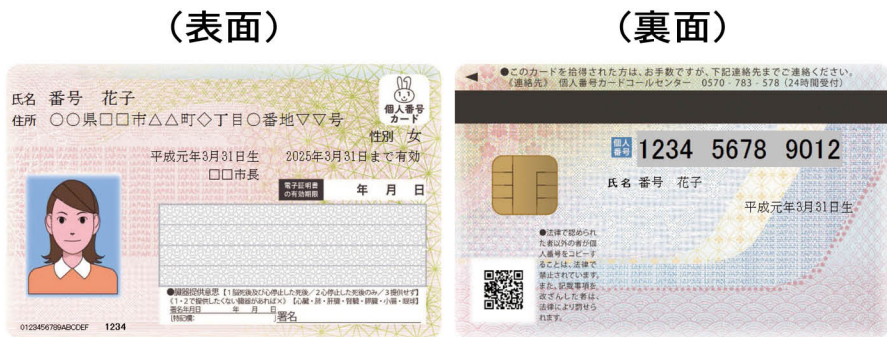 （表面）
氏名 番号 花子
住所 ○○県□□市△△町◇丁目○番地▽▽号
個人番号
カード
性別 女
平成元年3月31日生 2025年3月31日まで有効
□□市長
電子証明書
の有効期限
年 月 日
●臓器提供意思【1脳死後及び心停止した死後／2心停止した死後のみ／3提供せず】
《1・2で提供したくない臓器があれば×》【心臓・肺・肝臓・腎臓・膵臓・小腸・眼球】
署名年月日 年 月 日
[特記欄: ]署名
0123456789ABCDEF 1234
（裏面）
●このカードを拾得された方は、お手数ですが、下記連絡先までご連絡ください。
《連絡先》 個人番号カードコールセンター 0570-783-578（24時間受付）
個人
番号
1234 5678 9012
氏名 番号 花子
平成元年3月31日生
●法律で認められ
た者以外の者が個
人番号をコピーす
ることは、法律で
禁止されています。
また、記載事項を
改ざんした者は、
法律により罰せら
れます。